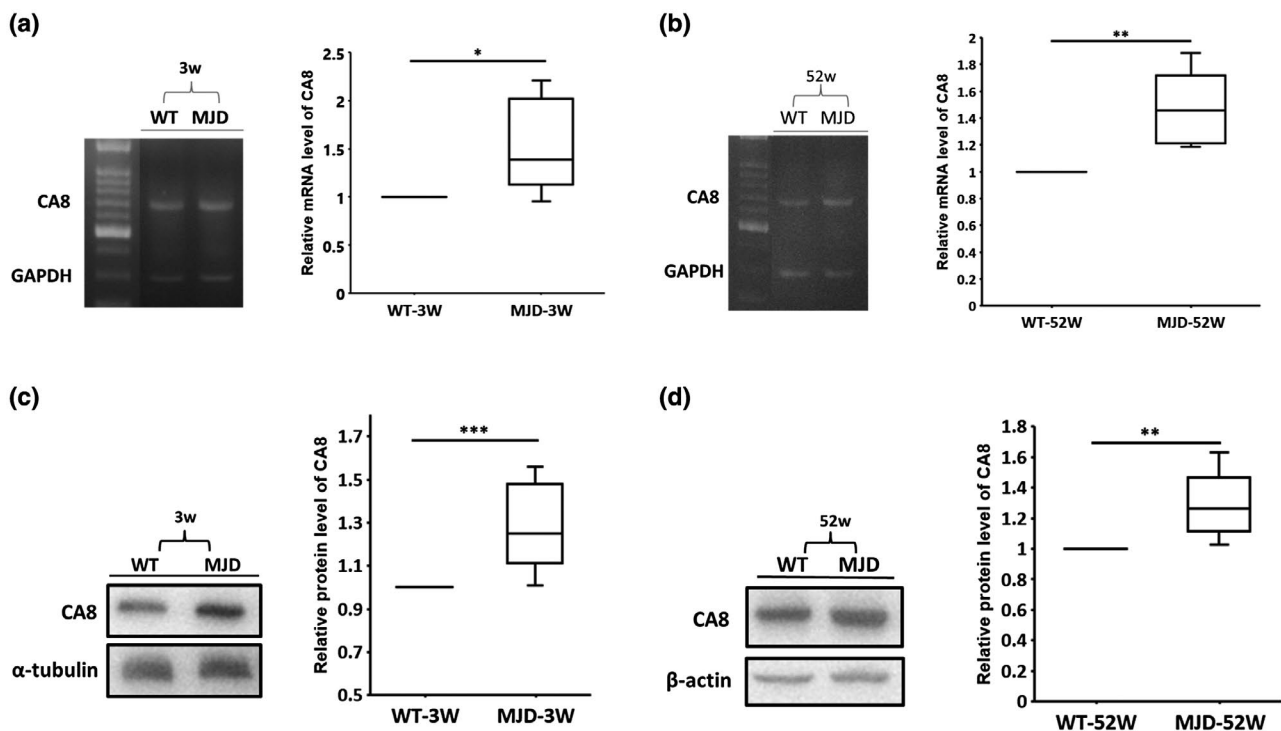 (a)
3w
WT MJD
CA8
GAPDH
Relative mRNA level of CA8
2.5
2
1.5
1
0.5
0
*
WT-3W MJD-3W
(b)
52w
WT MJD
CA8
GAPDH
Relative mRNA level of CA8
2
1.8
1.6
1.4
1.2
1
0.8
0.6
0.4
0.2
0
**
WT-52W MJD-52W
(c)
3w
WT MJD
CA8
α-tubulin
Relative protein level of CA8
1.7
1.5
1.3
1.1
0.9
0.7
0.5
***
WT-3W MJD-3W
(d)
52w
WT MJD
CA8
β-actin
Relative protein level of CA8
1.8
1.6
1.4
1.2
1
0.8
0.6
0.4
0.2
0
**
WT-52W MJD-52W